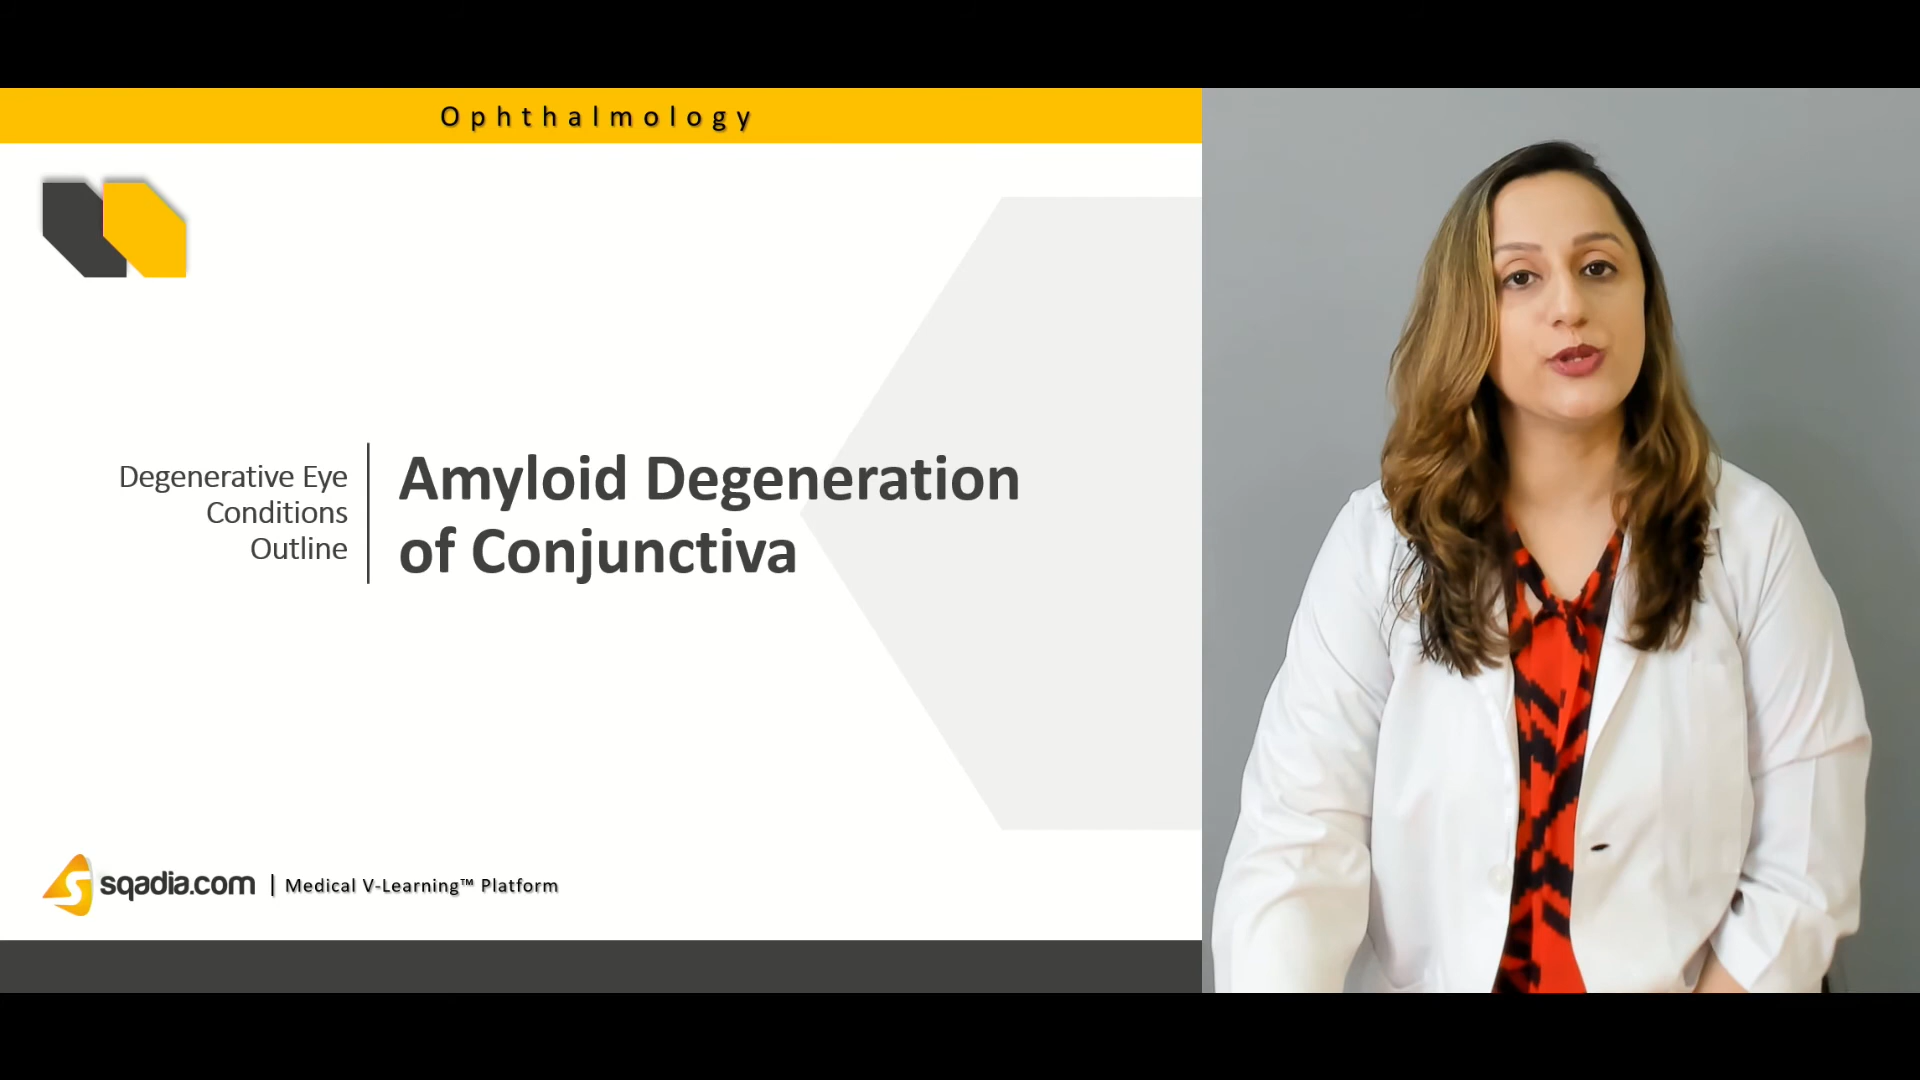 Ophthalmology
Degenerative Eye
Conditions
Outline
Amyloid Degeneration
of Conjunctiva
sqadia.com | Medical V-Learning™ Platform